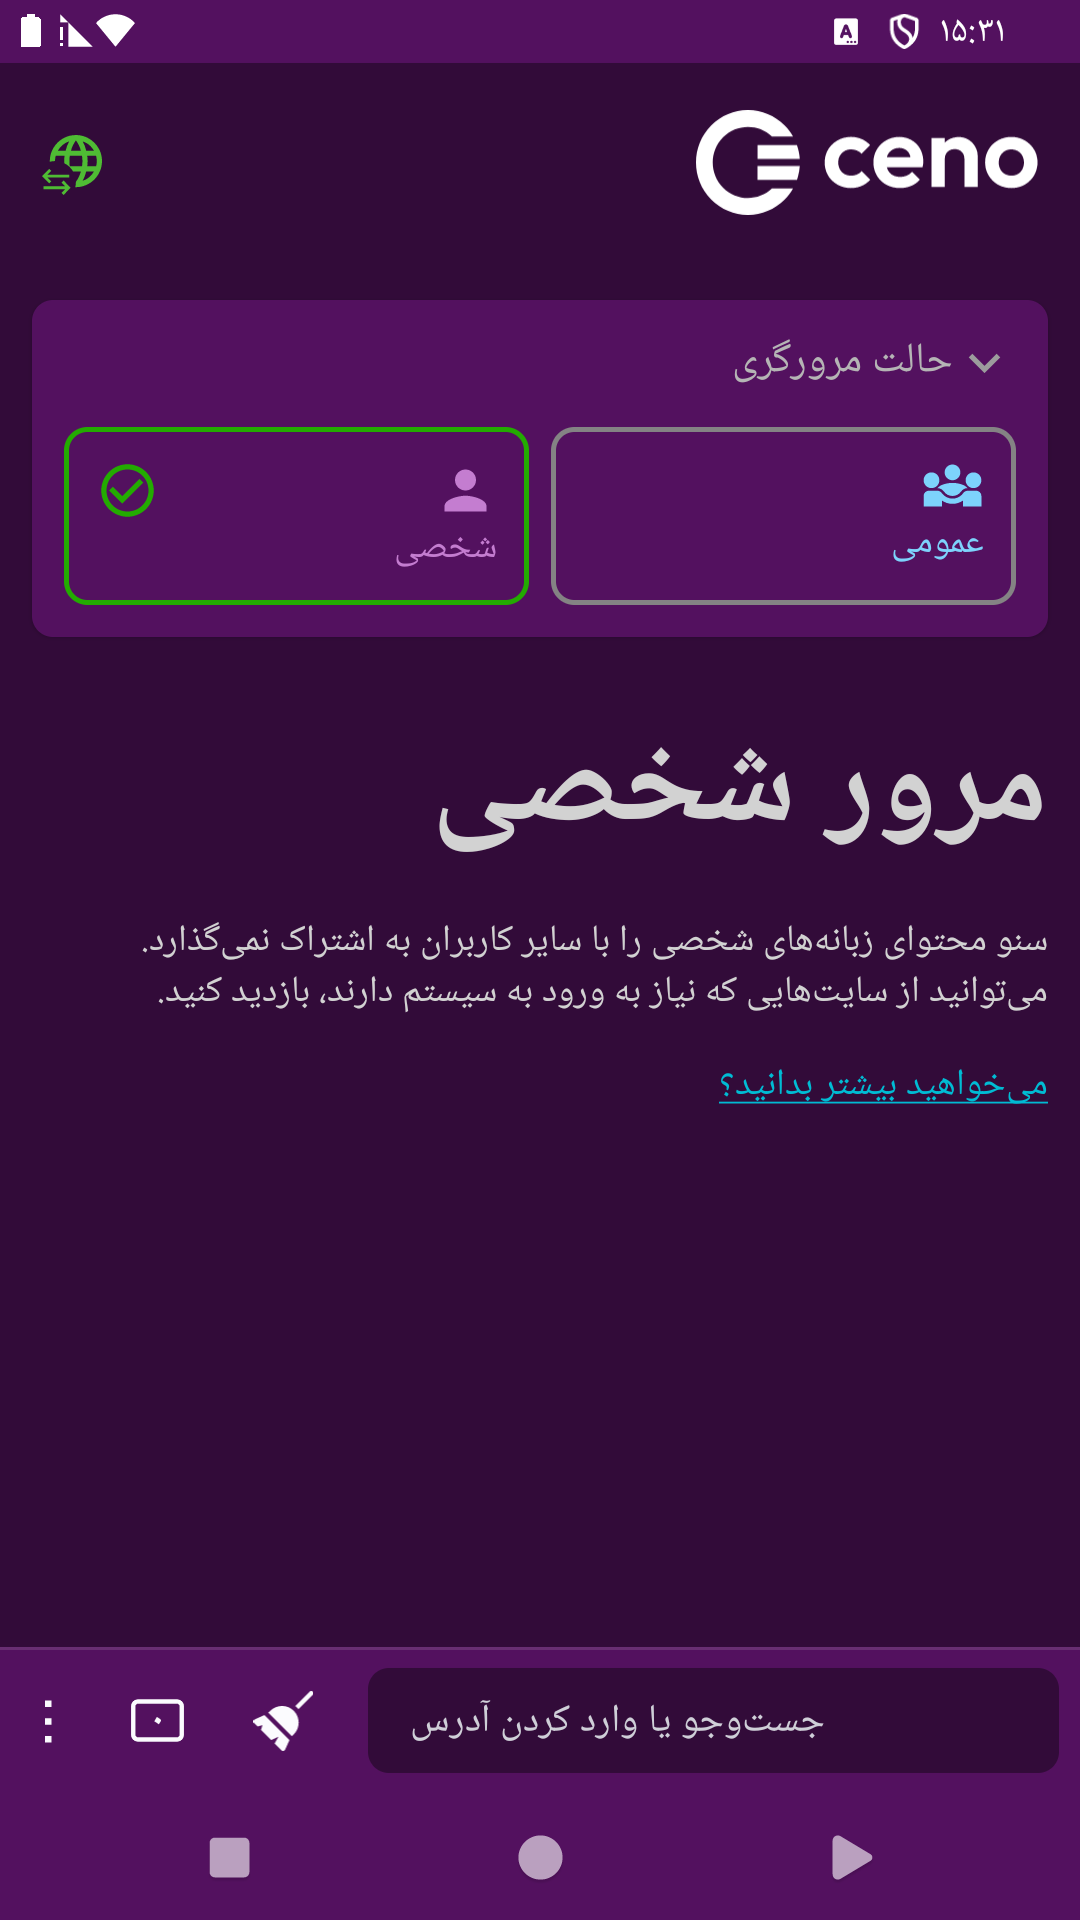 ۱۵:۳۱
ceno
حالت مرورگری
عمومی
شخصی
مرور شخصی
سنو محتوای زبانه‌های شخصی را با سایر کاربران به اشتراک نمی‌گذارد.
می‌توانید از سایت‌هایی که نیاز به ورود به سیستم دارند، بازدید کنید.
می‌خواهید بیشتر بدانید؟
جست‌وجو یا وارد کردن آدرس